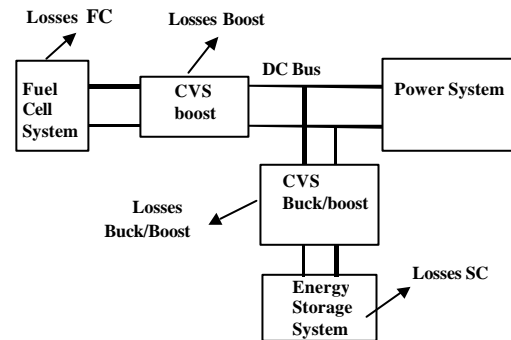 Losses FC
Losses Boost
DC Bus
Fuel
Cell
System
CVS
boost
Power System
CVS
Buck/boost
Losses
Buck/Boost
Energy
Storage
System
Losses SC